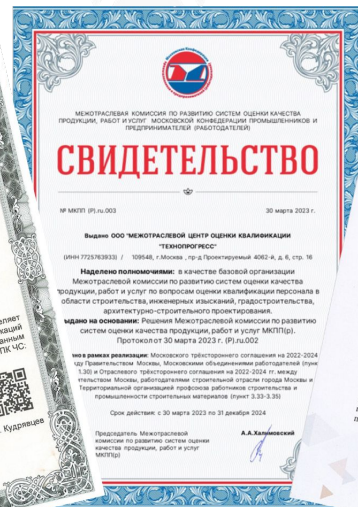 МЕЖОТРАСЛЕВАЯ КОМИССИЯ ПО РАЗВИТИЮ СИСТЕМ ОЦЕНКИ КАЧЕСТВА
ПРОДУКЦИИ, РАБОТ И УСЛУГ МОСКОВСКОЙ КОНФЕДЕРАЦИИ ПРОМЫШЛЕННИКОВ И
ПРЕДПРИНИМАТЕЛЕЙ (РАБОТОДАТЕЛЕЙ)
СВИДЕТЕЛЬСТВО
№ МКПП (Р).ru.003 30 марта 2023 г.
Выдано ООО "МЕЖОТРАСЛЕВОЙ ЦЕНТР ОЦЕНКИ КВАЛИФИКАЦИИ
"ТЕХНОПРОГРЕСС"
(ИНН 7725763933) / 109548, г.Москва , пр-д Проектируемый 4062-й, д. 6, стр. 16
Наделено полномочиями: в качестве базовой организации
Межотраслевой комиссии по развитию систем оценки качества
продукции, работ и услуг по вопросам оценки квалификации персонала в
области строительства, инженерных изысканий, градостроительства,
архитектурно-строительного проектирования.
ыдано на основании: Решения Межотраслевой комиссии по развитию
систем оценки качества продукции, работ и услуг МКПП(р).
Протокол от 30 марта 2023 г. (Р).ru.002
но в рамках реализации: Московского трёхстороннего соглашения на 2022-2024
ду Правительством Москвы, Московскими объединениями работодателей (пунк
1.30) и Отраслевого трёхстороннего соглашения на 2022-2024 гг. между
тельством Москвы, работодателями строительной отрасли города Москвы и
Территориальной организацией профсоюза работников строительства и
промышленности строительных материалов (пункт 3.33-3.35)
Срок действия: с 30 марта 2023 по 31 декабря 2024
Председатель Межотраслевой А.А.Халимовский
комиссии по развитию систем оценки
качества продукции, работ и услуг
МКПП(р)
ляет
каций
анным
ПК ЧС:
Кудрявцев